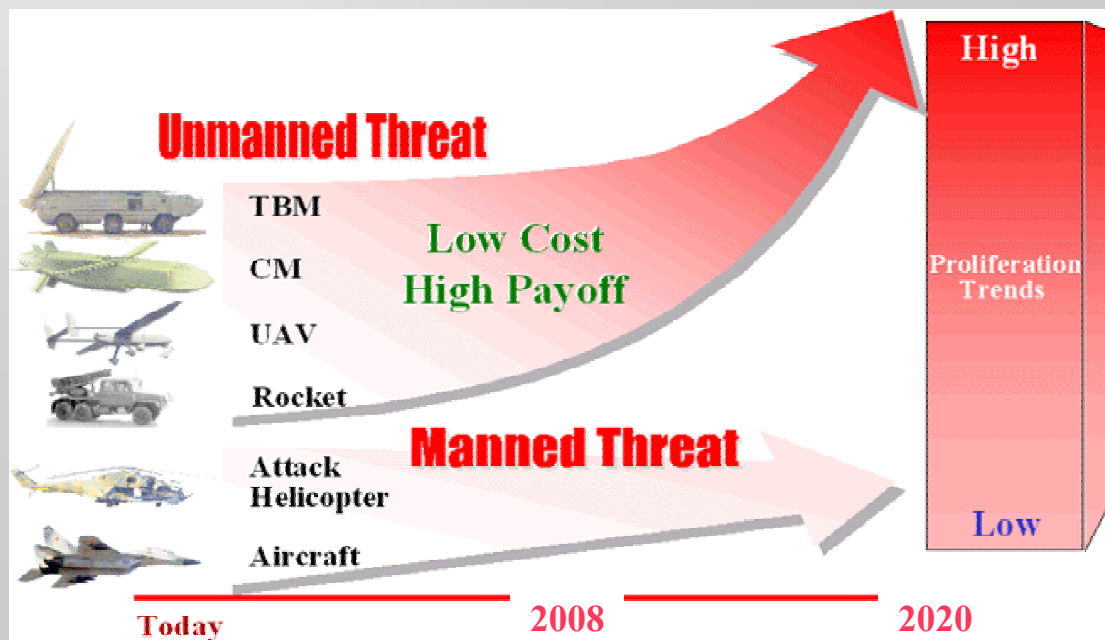 High
Unmanned Threat
TBM
Low Cost
High Payoff
CM
Proliferation
Trends
UAV
Rocket
Manned Threat
Attack
Helicopter
Low
Aircraft
Today
2008
2020